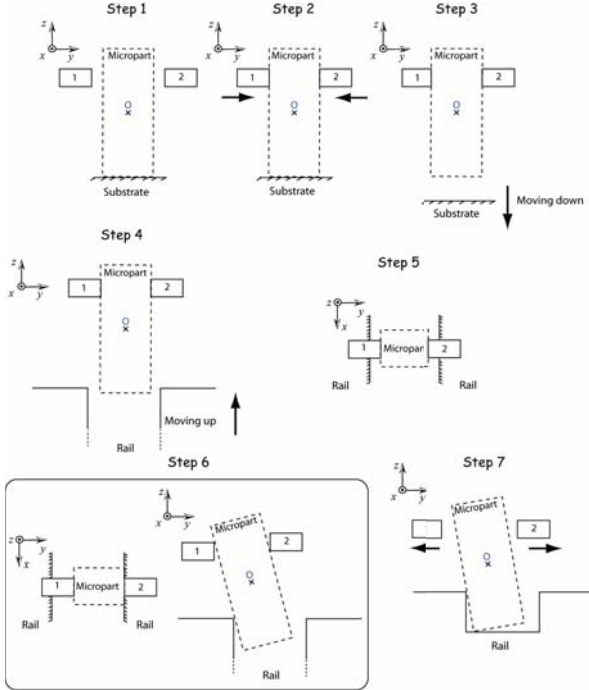 Step 1
z
x
y
Micropart
1
2
O
Substrate
Step 2
z
x
y
Micropart
1
2
O
Substrate
Step 3
z
x
y
Micropart
1
2
O
Substrate
Moving down
Step 4
z
x
y
Micropart
1
2
O
Moving up
Rail
Step 5
z
y
x
1
Micropar
2
Rail
Rail
Step 6
z
y
x
1
Micropart
2
Rail
Rail
z
x
y
Micropart
1
2
O
Rail
Step 7
z
x
y
Micropart
2
O
Rail